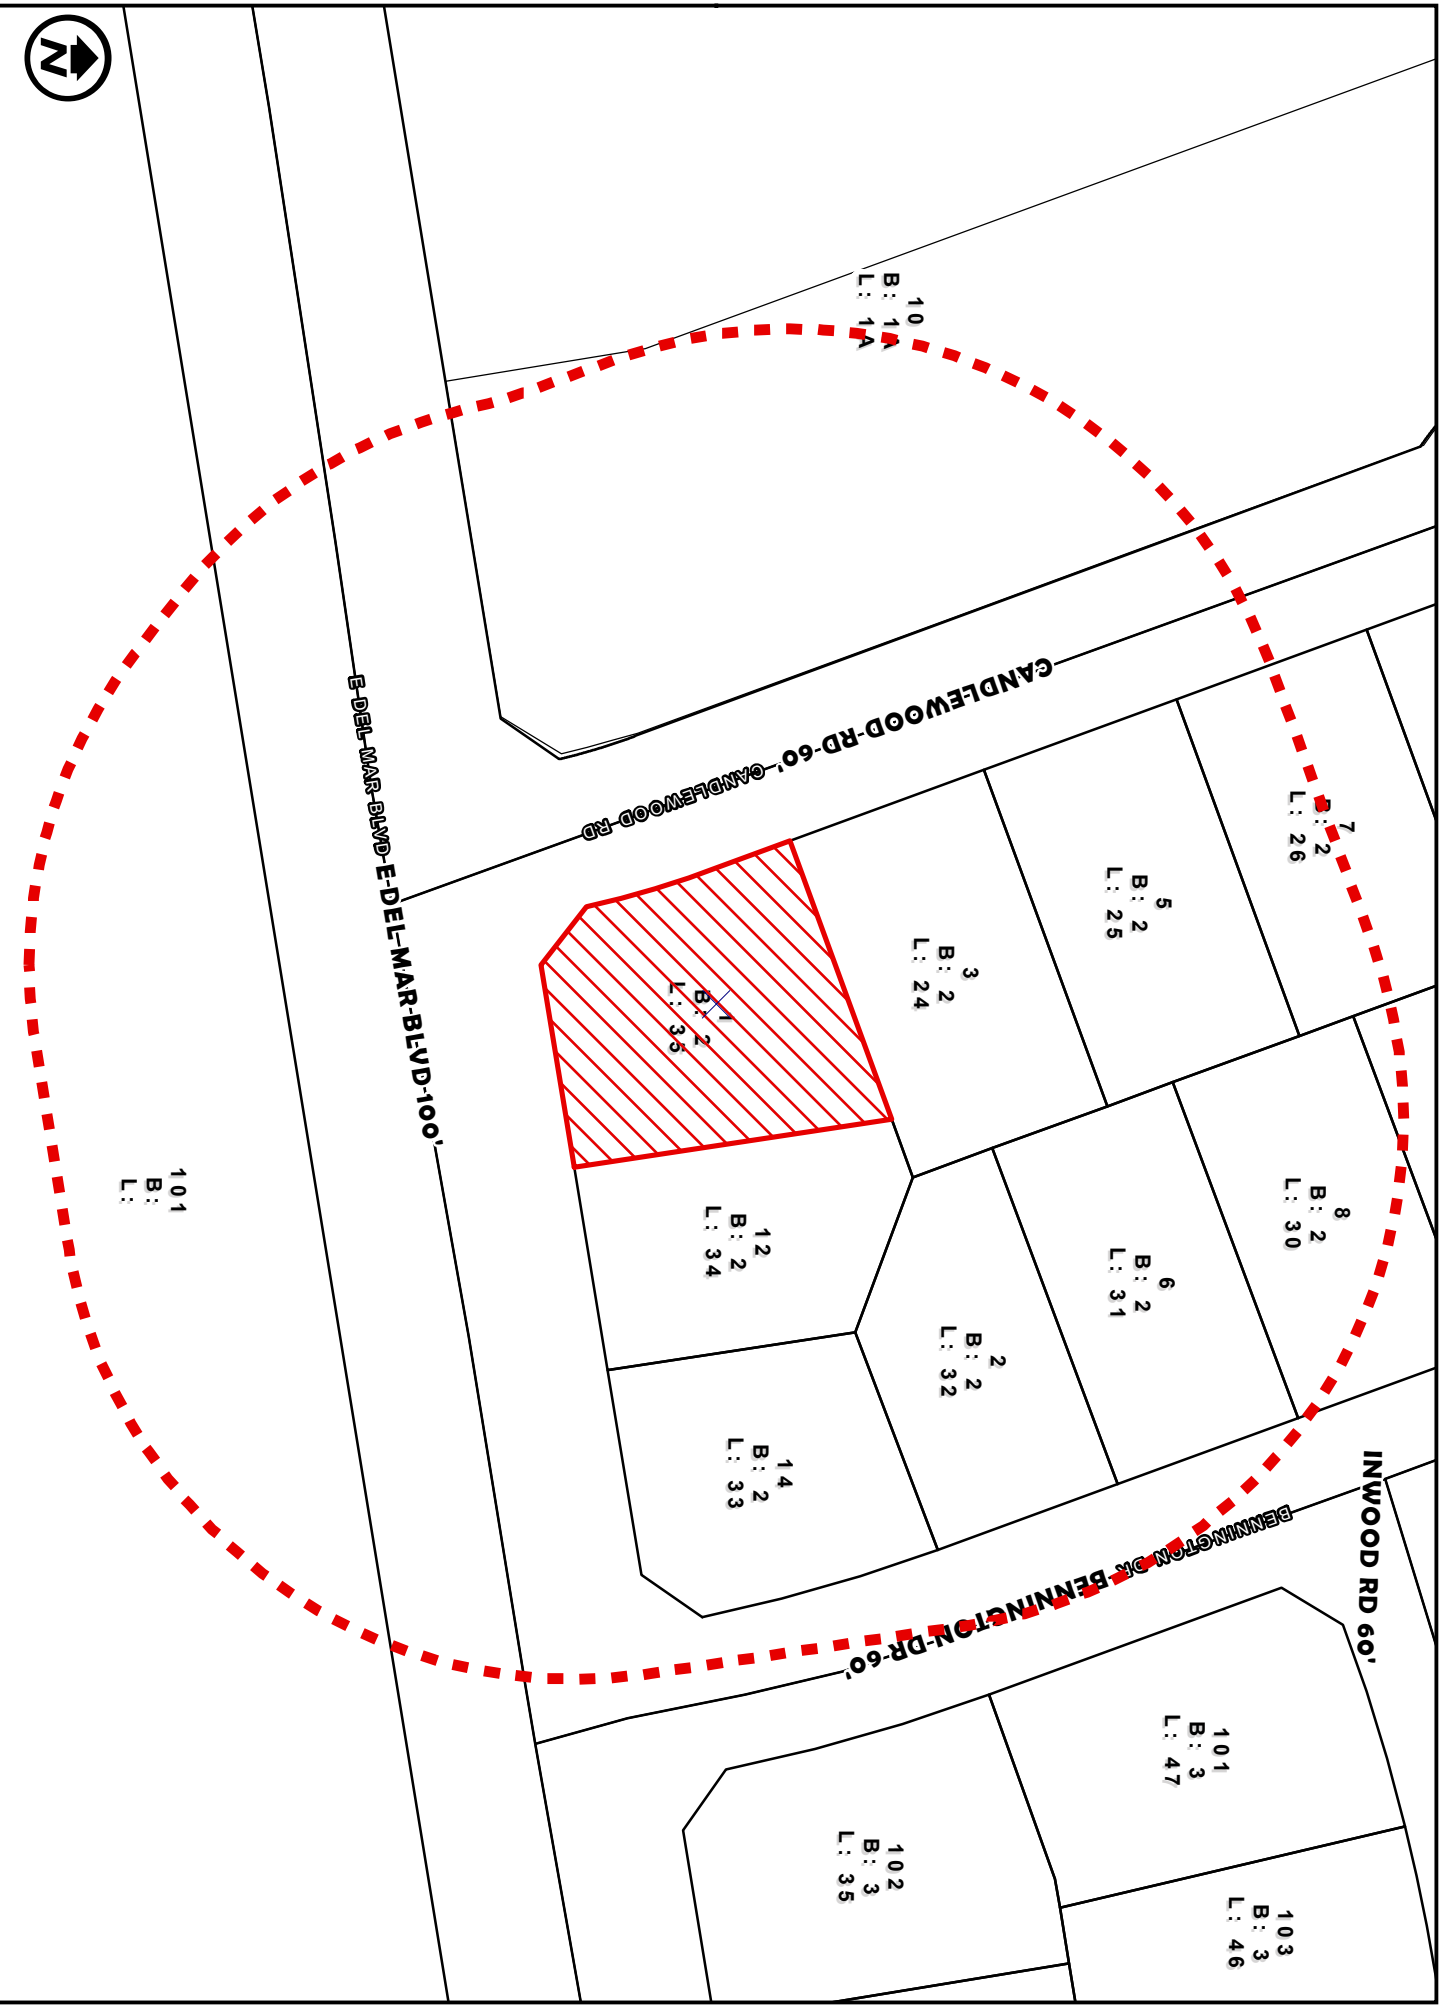 N
10
B: 1A
L: 1A
CANDLEWOOD RD 60'
CANDLEWOOD RD
E DEL MAR BLVD
E DEL MAR BLVD 100'
7
B: 2
L: 26
5
B: 2
L: 25
3
B: 2
L: 24
1
B: 2
L: 35
101
B:
L:
12
B: 2
L: 34
8
B: 2
L: 30
6
B: 2
L: 31
2
B: 2
L: 32
14
B: 2
L: 33
INWOOD RD 60'
BENNINGTON DR
BENNINGTON DR 60'
101
B: 3
L: 47
102
B: 3
L: 35
103
B: 3
L: 46